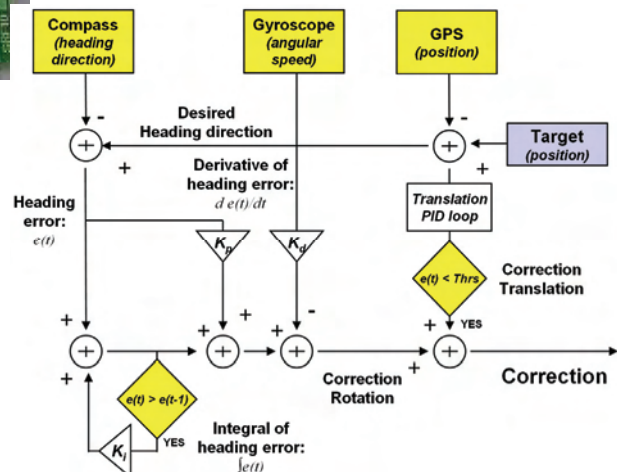 Compass
(heading
direction)
Gyroscope
(angular
speed)
GPS
(position)
-
-
Desired
Heading direction
+
+
+
+
Target
(position)
Derivative of
heading error:
d e(t)/dt
Translation
PID loop
Heading
error:
e(t)
Kp
Kd
e(t) < Thrs
Correction
Translation
+
+
+
-
+
YES
+
+
+
+
+
+
+
Correction
Rotation
Correction
e(t) > e(t-1)
YES
Ki
Integral of
heading error:
∫e(t)